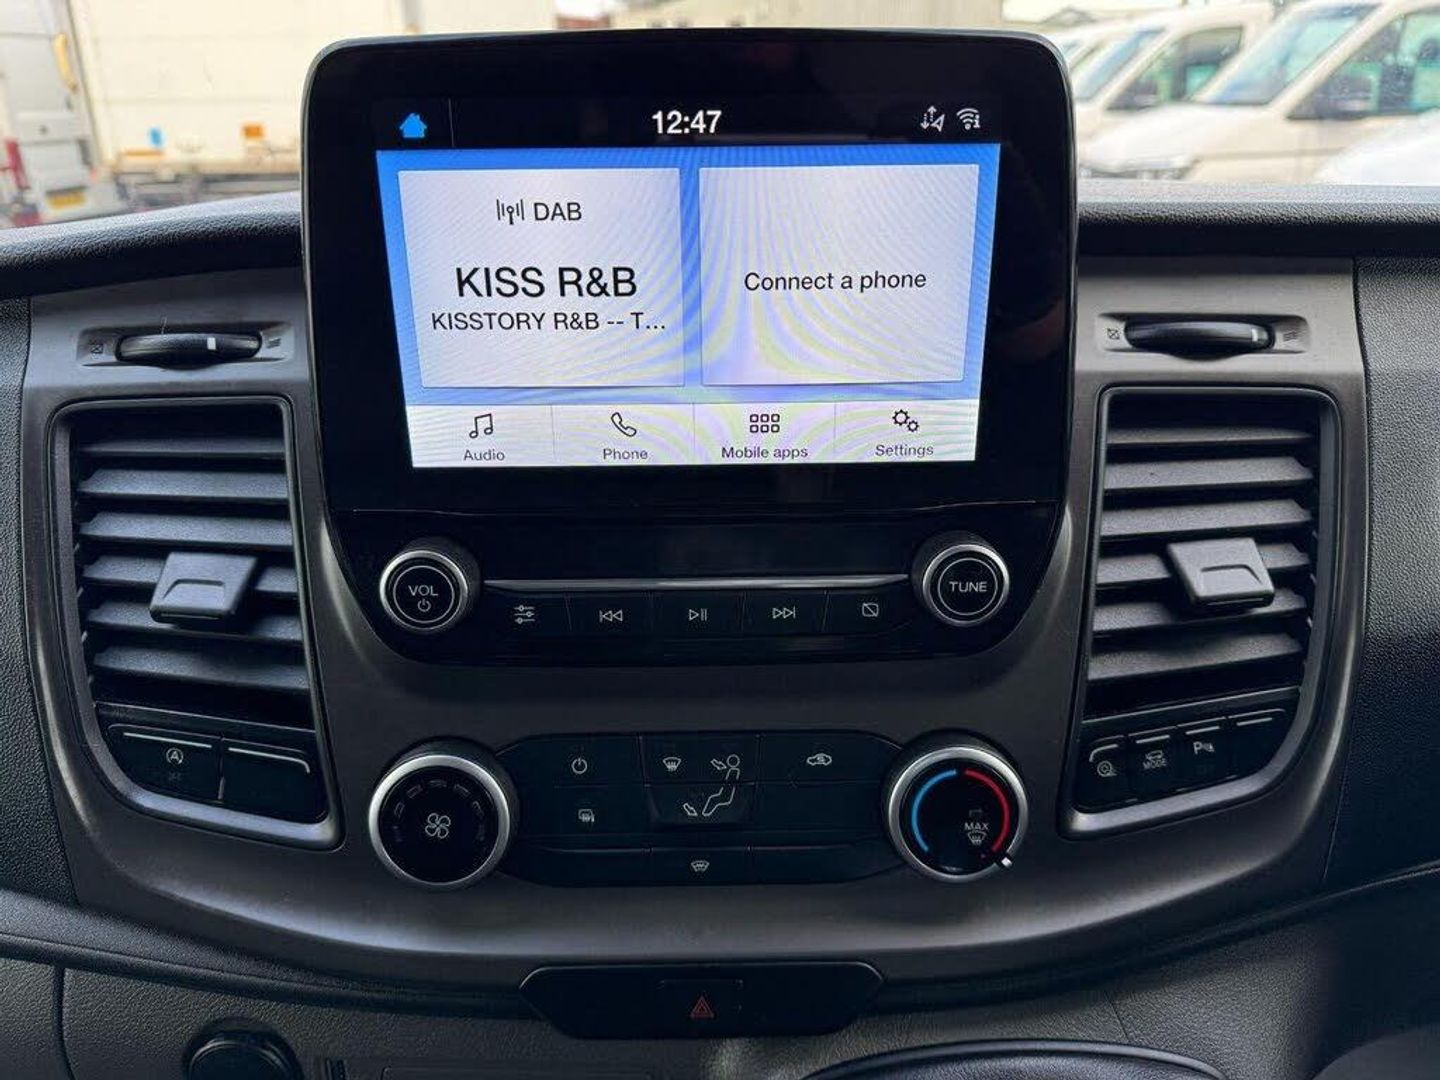 12:47
DAB
KISS R&B
KISSTORY R&B -- T...
Connect a phone
Audio
Phone
Mobile apps
Settings
VOL
TUNE
A
MODE
P
MAX